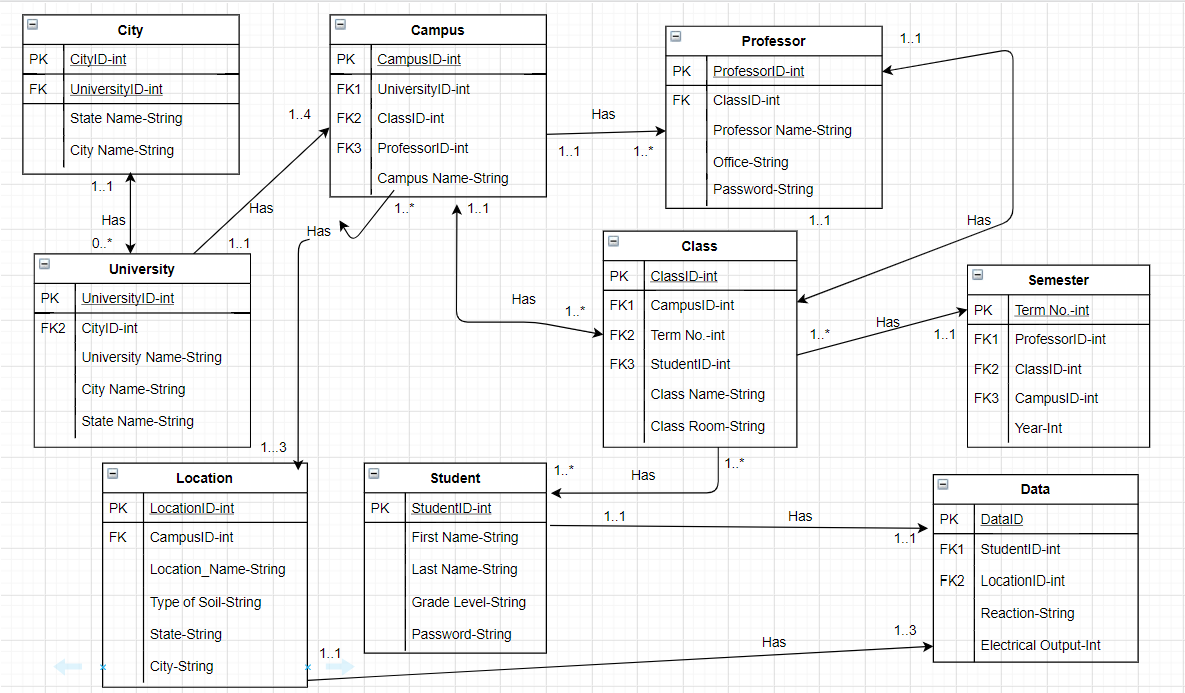 City
PK CityID-int
FK UniversityID-int
State Name-String
City Name-String
1..1
Has
0..*
Campus
PK CampusID-int
FK1 UniversityID-int
FK2 ClassID-int
FK3 ProfessorID-int
Campus Name-String
1..4
Has
1..1
Has
1..1
1..*
Professor
PK ProfessorID-int
FK ClassID-int
Professor Name-String
Office-String
Password-String
1..1
Has
1..1
1..*
Has
1..1
Has
1..*
University
PK UniversityID-int
FK2 CityID-int
University Name-String
City Name-String
State Name-String
1...3
Class
PK ClassID-int
FK1 CampusID-int
FK2 Term No.-int
FK3 StudentID-int
Class Name-String
Class Room-String
1..*
Has
1..1
Semester
PK Term No.-int
FK1 ProfessorID-int
FK2 ClassID-int
FK3 CampusID-int
Year-Int
Location
PK LocationID-int
FK CampusID-int
Location_Name-String
Type of Soil-String
State-String
City-String
Student
PK StudentID-int
First Name-String
Last Name-String
Grade Level-String
Password-String
1..*
Has
1..*
1..1
Has
1..1
Data
PK DataID
FK1 StudentID-int
FK2 LocationID-int
Reaction-String
Electrical Output-Int
1..1
Has
1..3